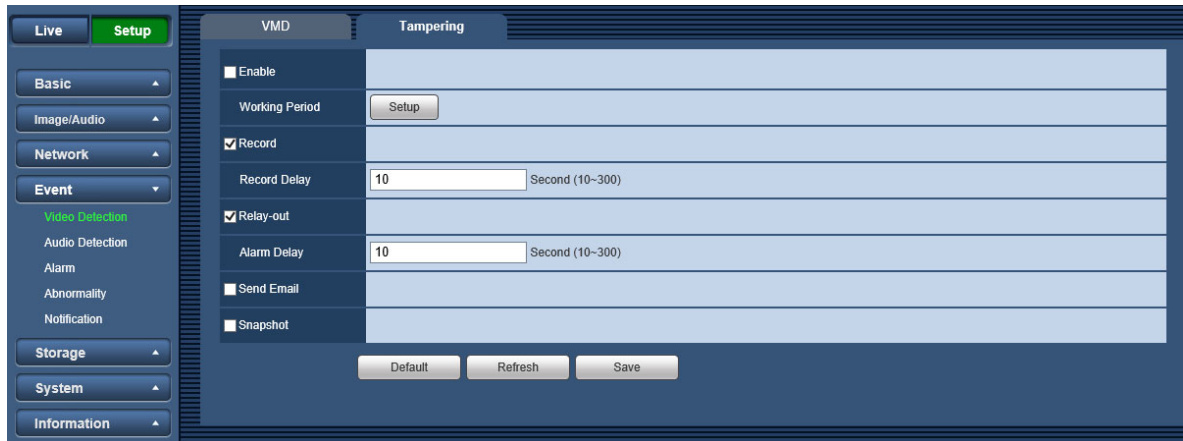 Live Setup
Basic
Image/Audio
Network
Event
Video Detection
Audio Detection
Alarm
Abnormality
Notification
Storage
System
Information
VMD Tampering
Enable
Working Period Setup
Record
Record Delay 10 Second (10~300)
Relay-out
Alarm Delay 10 Second (10~300)
Send Email
Snapshot
Default Refresh Save